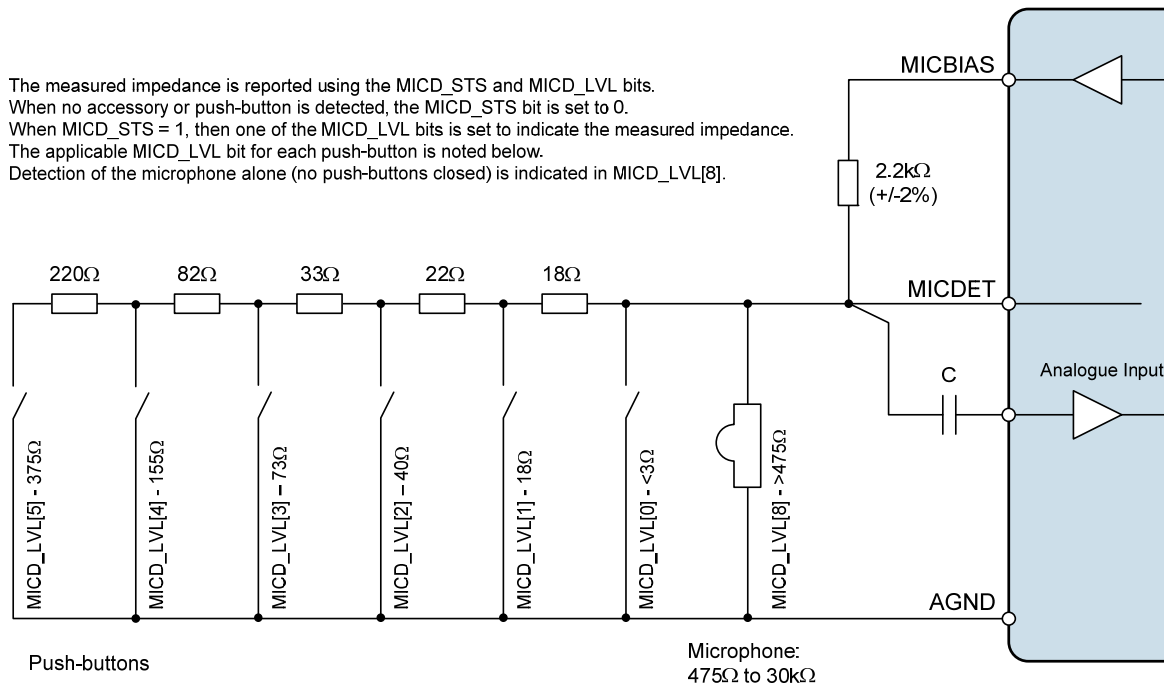 The measured impedance is reported using the MICD_STS and MICD_LVL bits.
When no accessory or push-button is detected, the MICD_STS bit is set to 0.
When MICD_STS = 1, then one of the MICD_LVL bits is set to indicate the measured impedance.
The applicable MICD_LVL bit for each push-button is noted below.
Detection of the microphone alone (no push-buttons closed) is indicated in MICD_LVL[8].
MICBIAS
2.2kΩ
(+/-2%)
220Ω
82Ω
33Ω
22Ω
18Ω
MICDET
C
Analogue Input
MICD_LVL[5] - 375Ω
MICD_LVL[4] - 155Ω
MICD_LVL[3] – 73Ω
MICD_LVL[2] – 40Ω
MICD_LVL[1] - 18Ω
MICD_LVL[0] - <3Ω
MICD_LVL[8] - >475Ω
AGND
Push-buttons
Microphone:
475Ω to 30kΩ